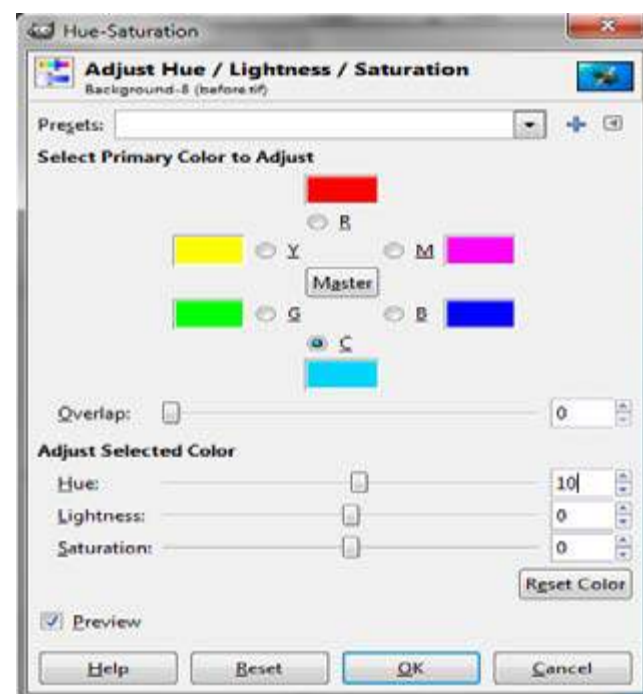 Hue-Saturation
Adjust Hue / Lightness / Saturation
Background-8 (before.tif)
Presets:
Select Primary Color to Adjust
R
Y M
Master
G B
C
Overlap: 0
Adjust Selected Color
Hue: 10
Lightness: 0
Saturation: 0
Reset Color
Preview
Help Reset OK Cancel